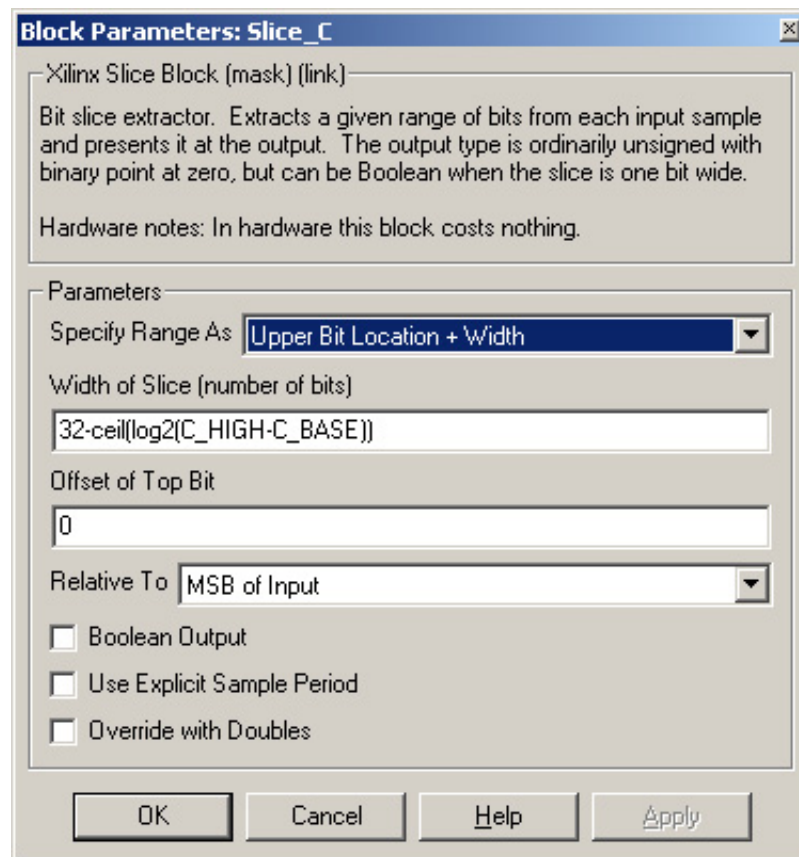 Block Parameters: Slice_C
Xilinx Slice Block (mask) (link)
Bit slice extractor. Extracts a given range of bits from each input sample
and presents it at the output. The output type is ordinarily unsigned with
binary point at zero, but can be Boolean when the slice is one bit wide.
Hardware notes: In hardware this block costs nothing.
Parameters
Specify Range As Upper Bit Location + Width
Width of Slice (number of bits)
32-ceil(log2(C_HIGH-C_BASE))
Offset of Top Bit
0
Relative To MSB of Input
Boolean Output
Use Explicit Sample Period
Override with Doubles
OK Cancel Help Apply